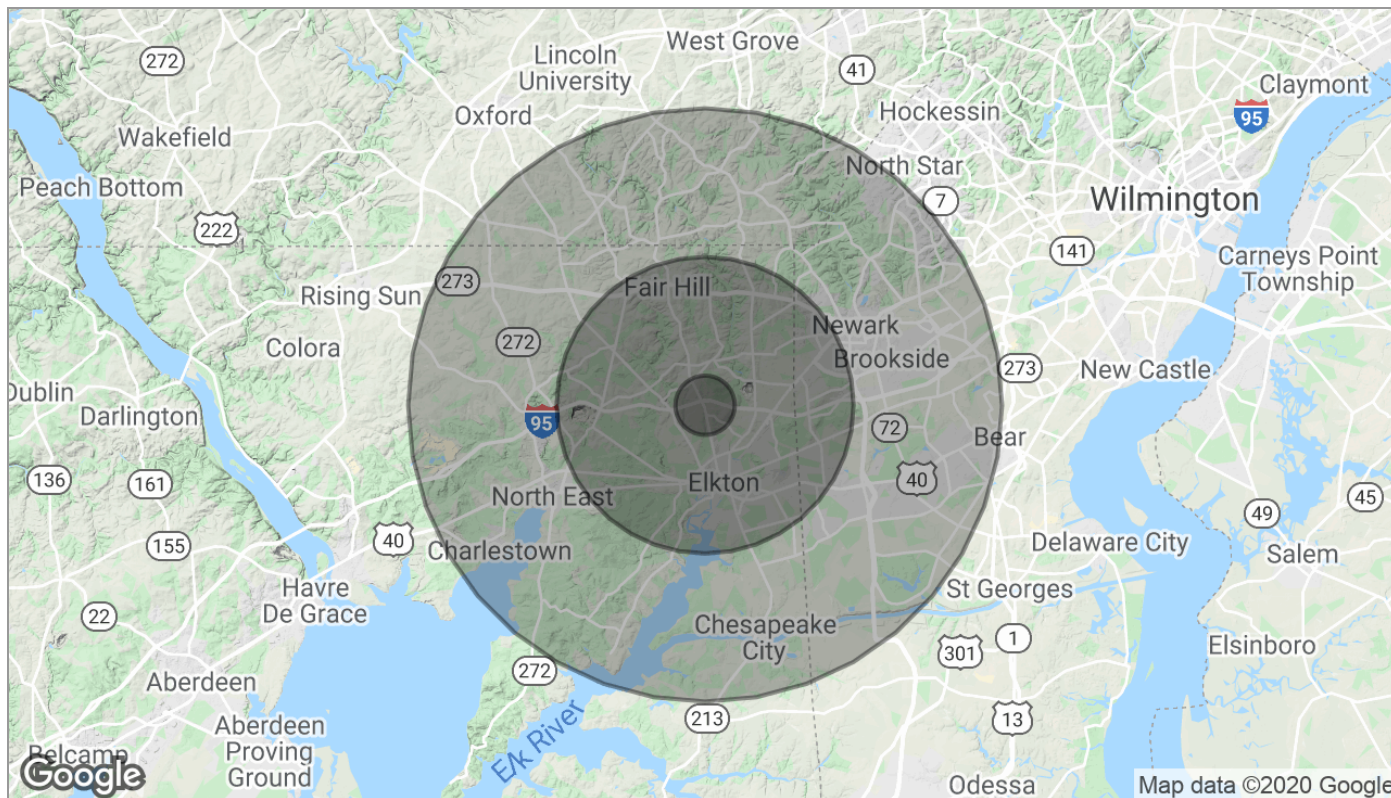 West Grove
Lincoln
University
272
41
Claymont
Oxford
Hockessin
95
Wakefield
North Star
Peach Bottom
7
Wilmington
222
141
Carneys Point
Township
273
Fair Hill
Rising Sun
Newark
272
Colora
Brookside
273
New Castle
Dublin
Darlington
95
72
Bear
136
161
Elkton
40
North East
45
49
155
40
Charlestown
Delaware City
Salem
Havre
De Grace
St Georges
22
Chesapeake
City
1
301
Elsinboro
272
Aberdeen
213
13
Aberdeen
Proving
Ground
Elk River
Belcamp
Google
Odessa
Map data ©2020 Google